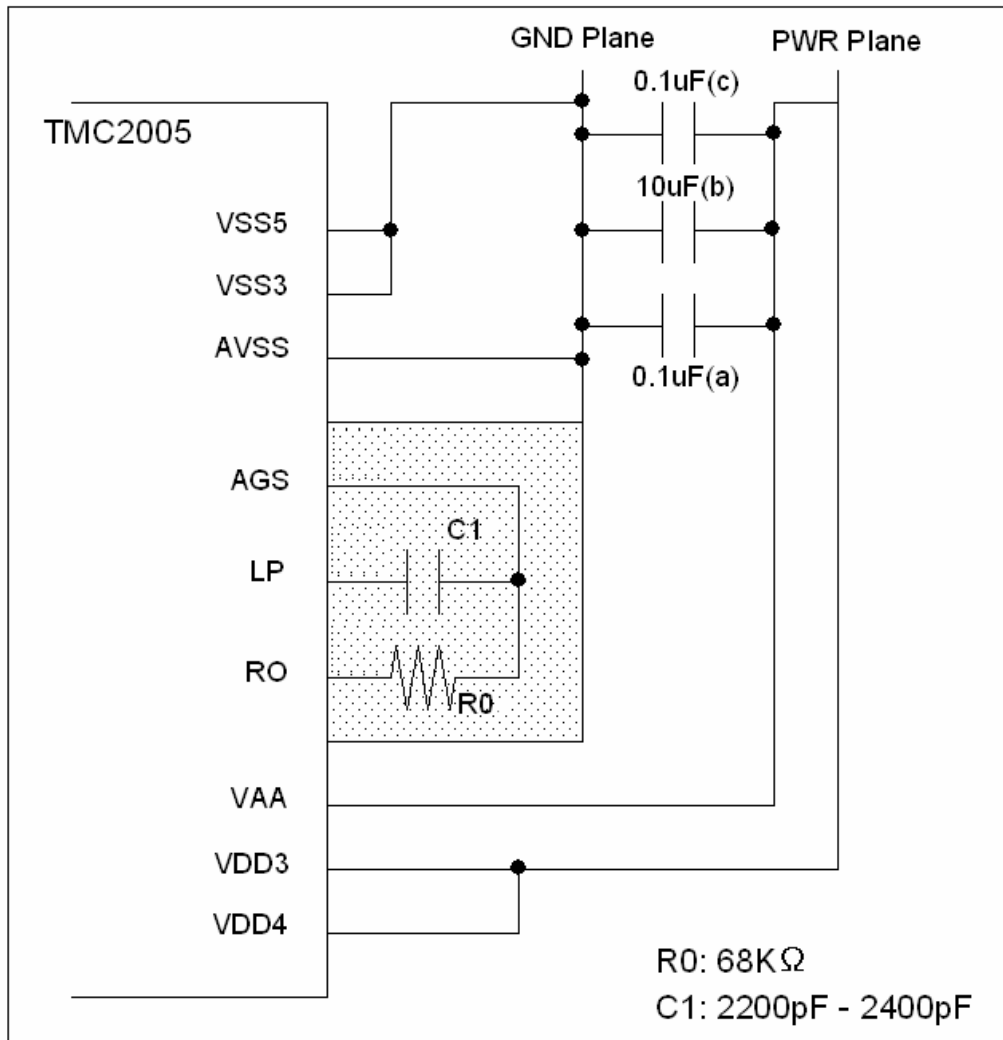 GND Plane
PWR Plane
0.1uF(c)
TMC2005
10uF(b)
VSS5
VSS3
AVSS
0.1uF(a)
AGS
C1
LP
RO
R0
VAA
VDD3
VDD4
R0: 68KΩ
C1: 2200pF - 2400pF